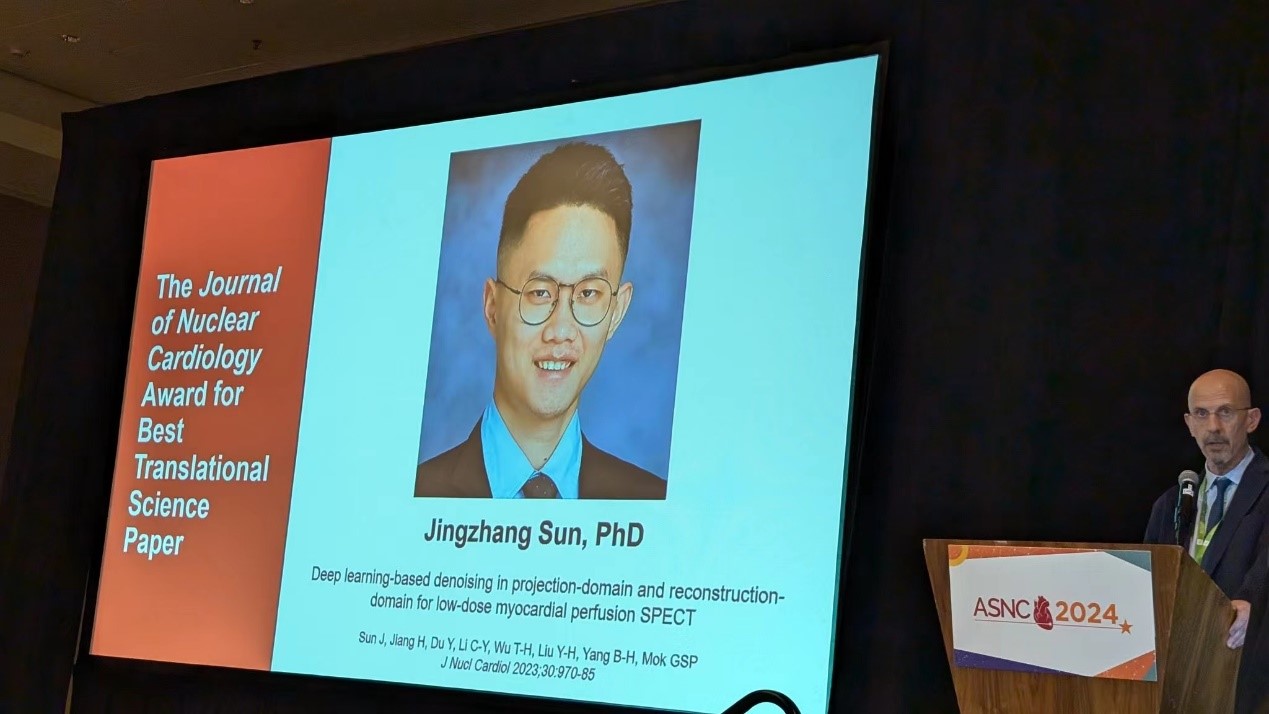 The Journal
of Nuclear
Cardiology
Award for
Best
Translational
Science
Paper
Jingzhang Sun, PhD
Deep learning-based denoising in projection-domain and reconstruction-
domain for low-dose myocardial perfusion SPECT
Sun J, Jiang H, Du Y, Li C-Y, Wu T-H, Liu Y-H, Yang B-H, Mok GSP
J Nucl Cardiol 2023;30:970-85
ASNC 2024